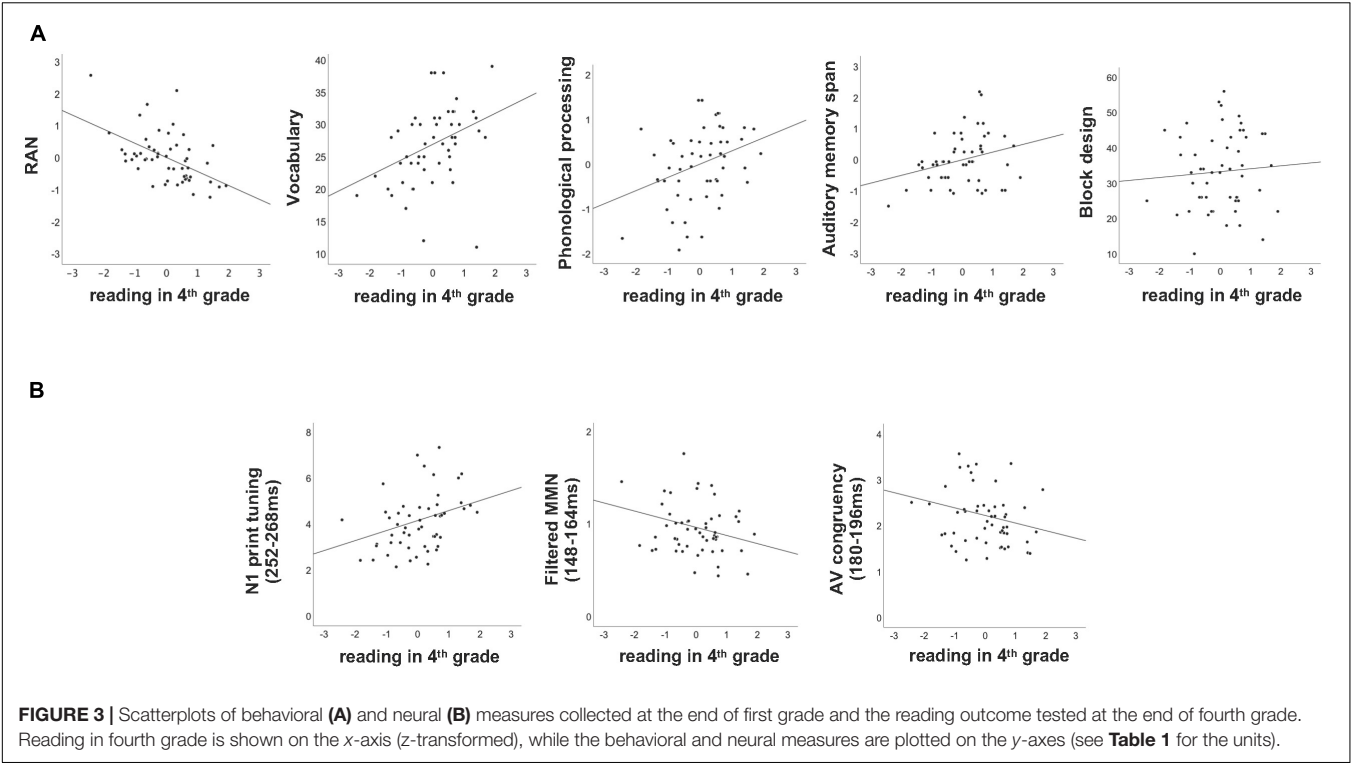 A
RAN
3
2
1
0
-1
-2
-3
-3 -2 -1 0 1 2 3
reading in 4th grade
Vocabulary
40
35
30
25
20
15
10
-3 -2 -1 0 1 2 3
reading in 4th grade
Phonological processing
2
1
0
-1
-2
-3 -2 -1 0 1 2 3
reading in 4th grade
Auditory memory span
3
2
1
0
-1
-2
-3
-3 -2 -1 0 1 2 3
reading in 4th grade
Block design
60
50
40
30
20
10
-3 -2 -1 0 1 2 3
reading in 4th grade
B
N1 print tuning
(252-268ms)
8
6
4
2
0
-3 -2 -1 0 1 2 3
reading in 4th grade
Filtered MMN
(148-164ms)
2
1
0
-3 -2 -1 0 1 2 3
reading in 4th grade
AV congruency
(180-196ms)
4
3
2
1
0
-3 -2 -1 0 1 2 3
reading in 4th grade
FIGURE 3 | Scatterplots of behavioral (A) and neural (B) measures collected at the end of first grade and the reading outcome tested at the end of fourth grade.
Reading in fourth grade is shown on the x-axis (z-transformed), while the behavioral and neural measures are plotted on the y-axes (see Table 1 for the units).